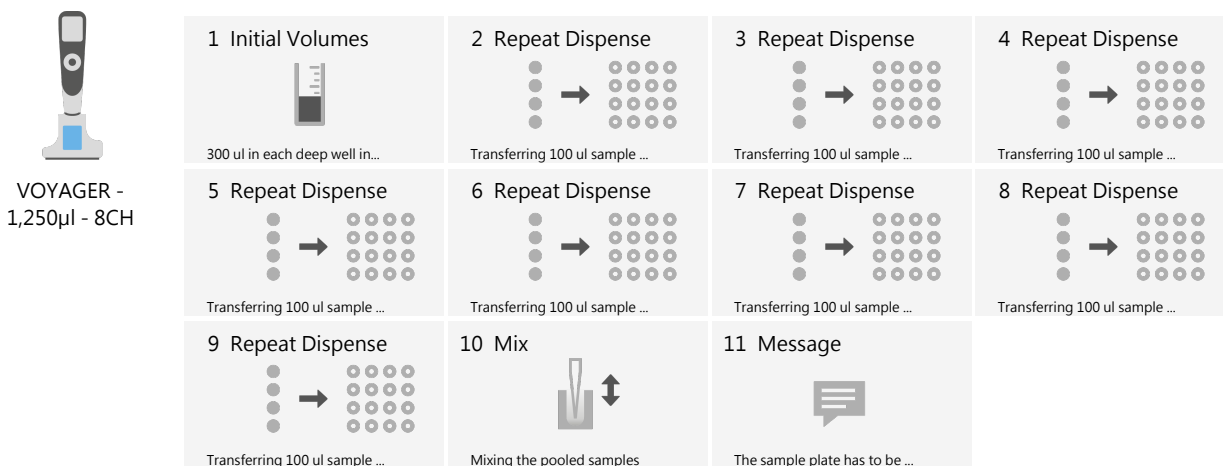 VOYAGER -
1,250µl - 8CH
1 Initial Volumes
300 ul in each deep well in...
2 Repeat Dispense
Transferring 100 ul sample ...
3 Repeat Dispense
Transferring 100 ul sample ...
4 Repeat Dispense
Transferring 100 ul sample ...
5 Repeat Dispense
Transferring 100 ul sample ...
6 Repeat Dispense
Transferring 100 ul sample ...
7 Repeat Dispense
Transferring 100 ul sample ...
8 Repeat Dispense
Transferring 100 ul sample ...
9 Repeat Dispense
Transferring 100 ul sample ...
10 Mix
Mixing the pooled samples
11 Message
The sample plate has to be ...